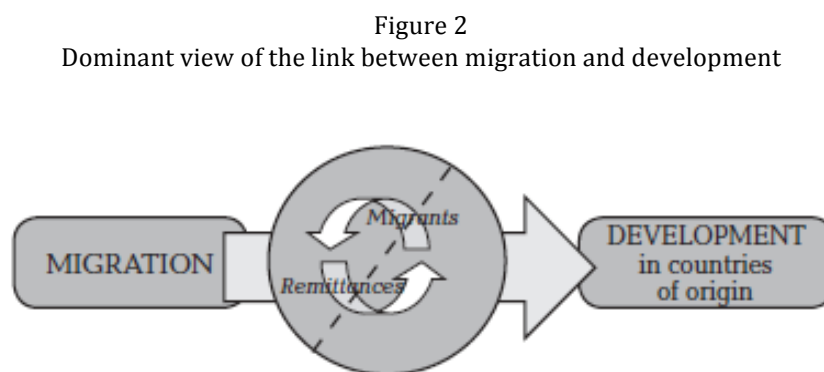 Figure 2
Dominant view of the link between migration and development
MIGRATION
Migrants
Remittances
DEVELOPMENT
in countries
of origin